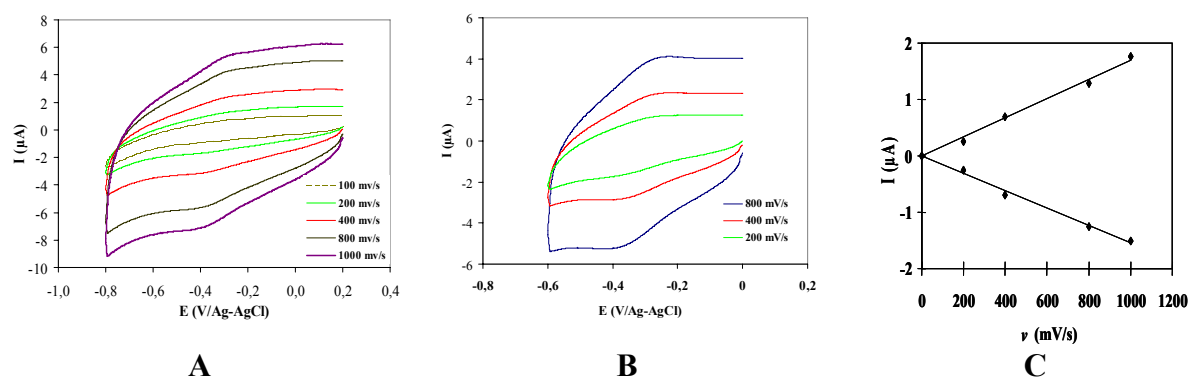 8
6
4
2
0
-2
-4
-6
-8
-10
I (µA)
-1,0
-0,8
-0,6
-0,4
-0,2
0,0
0,2
0,4
E (V/Ag-AgCl)
100 mv/s
200 mv/s
400 mv/s
800 mv/s
1000 mv/s
A
6
4
2
0
-2
-4
-6
I (µA)
-0,8
-0,6
-0,4
-0,2
0
0,2
E (V/Ag-AgCl)
800 mV/s
400 mV/s
200 mV/s
B
2
1
0
-1
-2
I (µA)
0
200
400
600
800
1000
1200
v (mV/s)
C